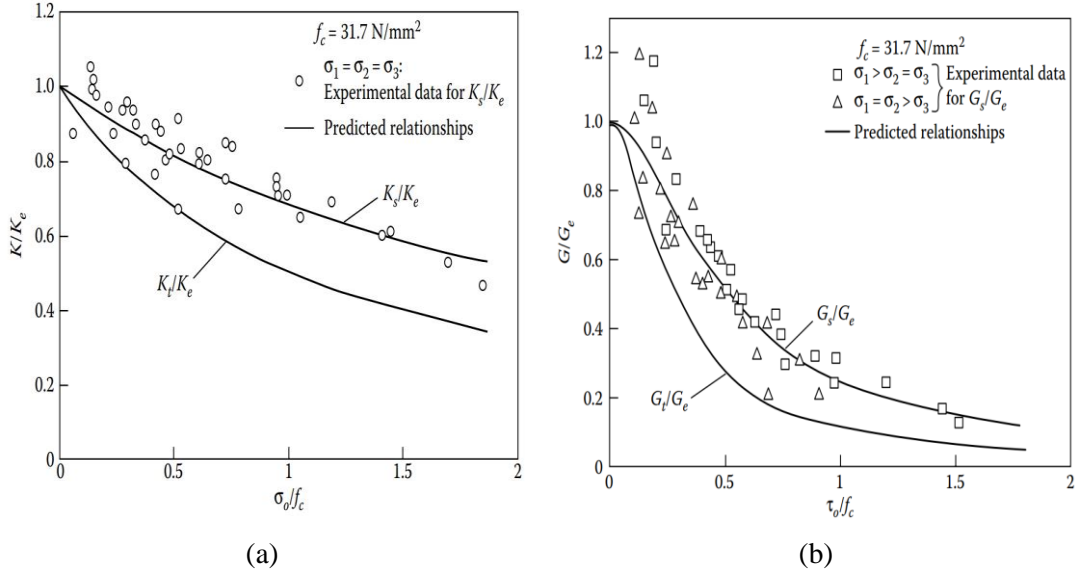 1.2
1.0
0.8
0.6
0.4
0.2
0
K/K_e
f_c = 31.7 N/mm²
σ₁ = σ₂ = σ₃:
Experimental data for K_s/K_e
Predicted relationships
K_s/K_e
K_t/K_e
0 0.5 1 1.5 2
σ_o/f_c
(a)
1.2
1.0
0.8
0.6
0.4
0.2
0
G/G_e
f_c = 31.7 N/mm²
σ₁ > σ₂ = σ₃ Experimental data
σ₁ = σ₂ > σ₃ for G_s/G_e
Predicted relationships
G_s/G_e
G_t/G_e
0 0.5 1 1.5 2
τ_o/f_c
(b)